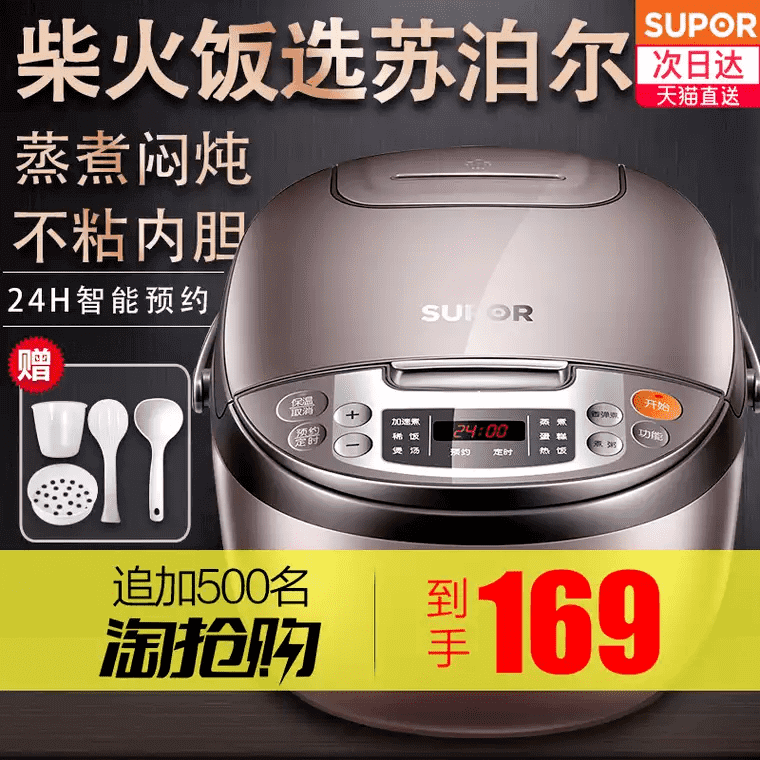 柴火饭选苏泊尔
SUPOR
次日达
天猫直送
蒸煮闷炖
不粘内胆
24H智能预约
赠
SUPOR
保温
取消
预约
定时
+
−
加速煮
稀饭
煲汤
24:00
预约 定时
蒸煮
蛋糕
热饭
香弹煮
煮粥
开始
功能
追加500名
淘抢购
到手
169